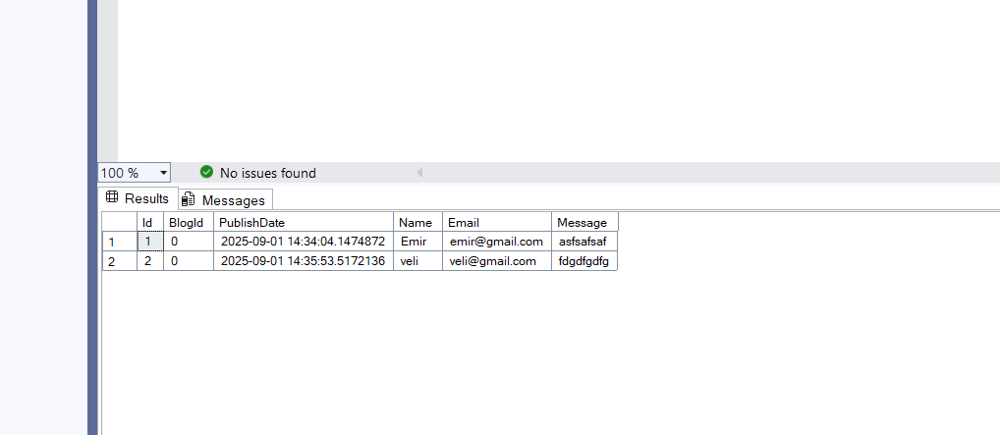 100 %
No issues found
Results
Messages
Id BlogId PublishDate Name Email Message
1 1 0 2025-09-01 14:34:04.1474872 Emir emir@gmail.com asfsafsaf
2 2 0 2025-09-01 14:35:53.5172136 veli veli@gmail.com fdgdfgdfg